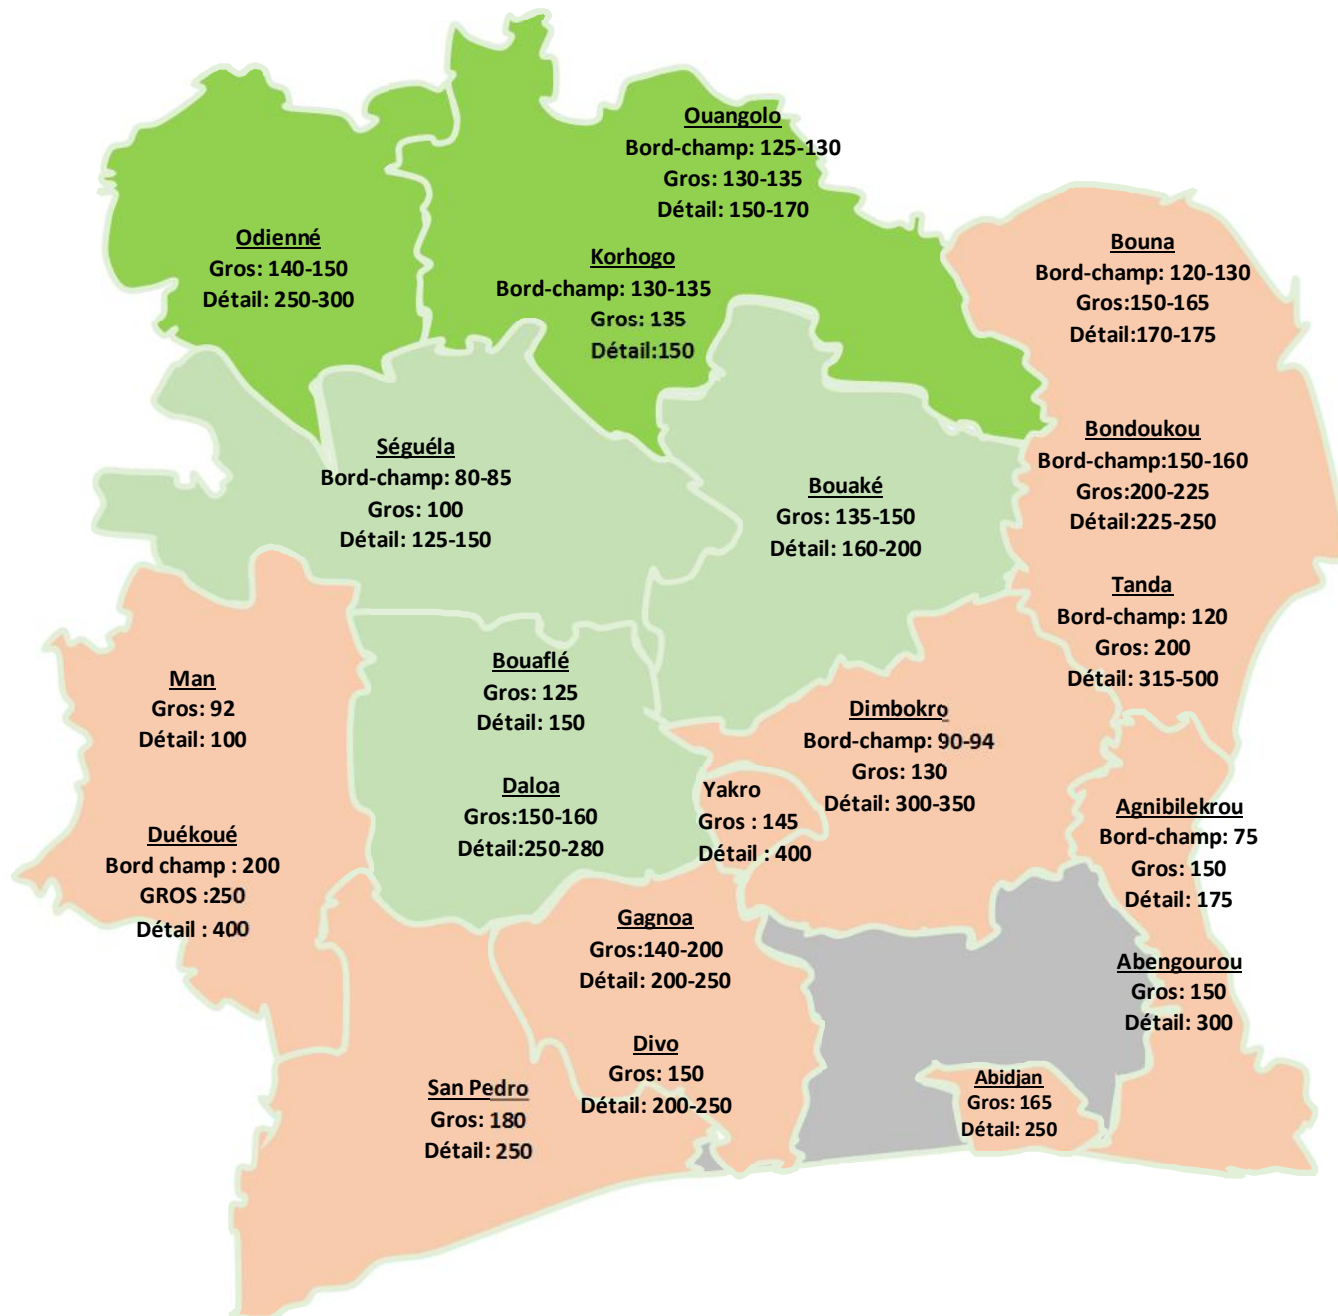 Ouangolo
Bord-champ: 125-130
Gros: 130-135
Détail: 150-170
Odienné
Gros: 140-150
Détail: 250-300
Korhogo
Bord-champ: 130-135
Gros: 135
Détail:150
Bouna
Bord-champ: 120-130
Gros:150-165
Détail:170-175
Séguéla
Bord-champ: 80-85
Gros: 100
Détail: 125-150
Bouaké
Gros: 135-150
Détail: 160-200
Bondoukou
Bord-champ:150-160
Gros:200-225
Détail:225-250
Tanda
Bord-champ: 120
Gros: 200
Détail: 315-500
Man
Gros: 92
Détail: 100
Bouaflé
Gros: 125
Détail: 150
Dimbokro
Bord-champ: 90-94
Gros: 130
Détail: 300-350
Duékoué
Bord champ : 200
GROS :250
Détail : 400
Daloa
Gros:150-160
Détail:250-280
Yakro
Gros : 145
Détail : 400
Agnibilekrou
Bord-champ: 75
Gros: 150
Détail: 175
Gagnoa
Gros:140-200
Détail: 200-250
Abengourou
Gros: 150
Détail: 300
Divo
Gros: 150
Détail: 200-250
San Pedro
Gros: 180
Détail: 250
Abidjan
Gros: 165
Détail: 250